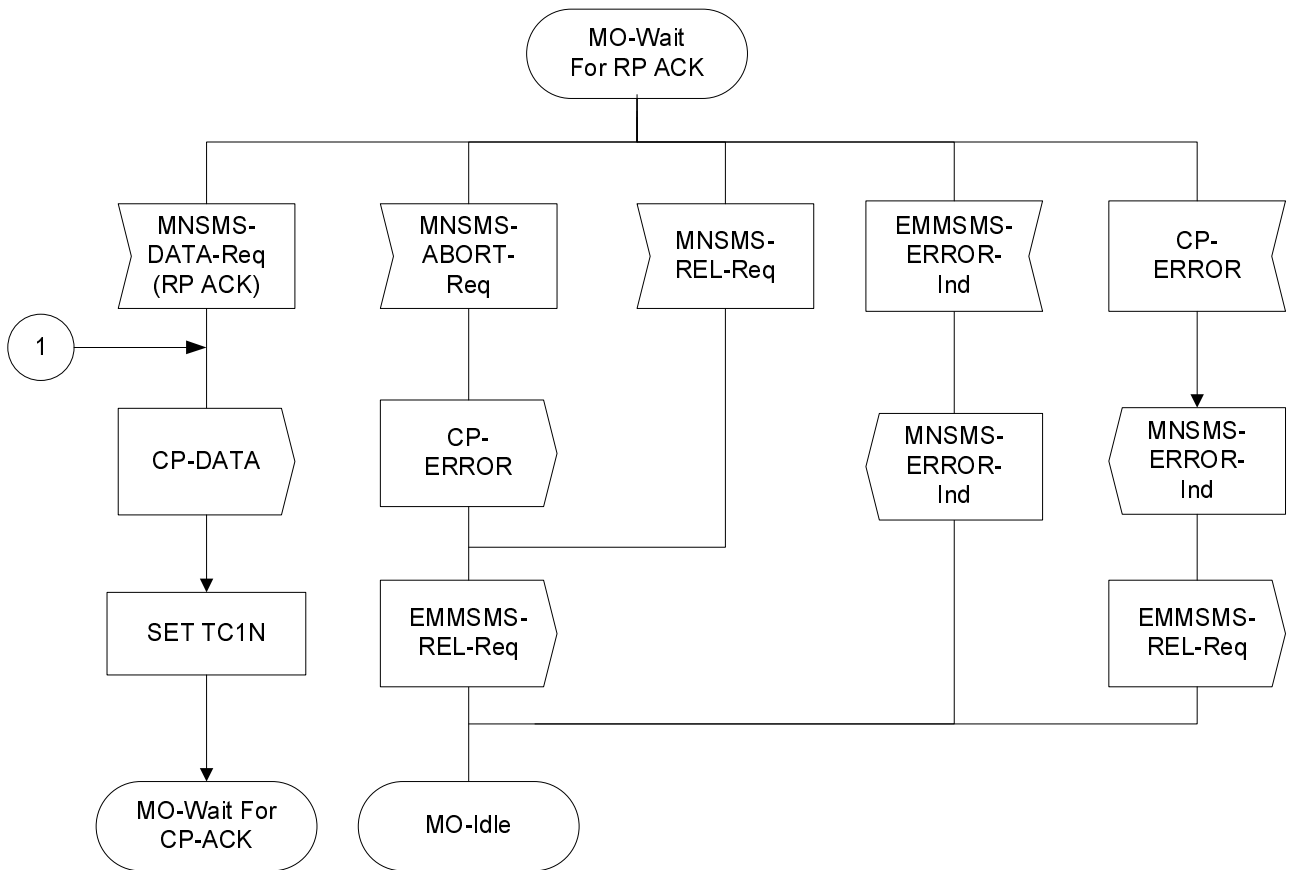 MO-Wait
For RP ACK
MNSMS-
DATA-Req
(RP ACK)
MNSMS-
ABORT-
Req
MNSMS-
REL-Req
EMMSMS-
ERROR-
Ind
CP-
ERROR
1
CP-DATA
CP-
ERROR
MNSMS-
ERROR-
Ind
MNSMS-
ERROR-
Ind
SET TC1N
EMMSMS-
REL-Req
EMMSMS-
REL-Req
MO-Wait For
CP-ACK
MO-Idle